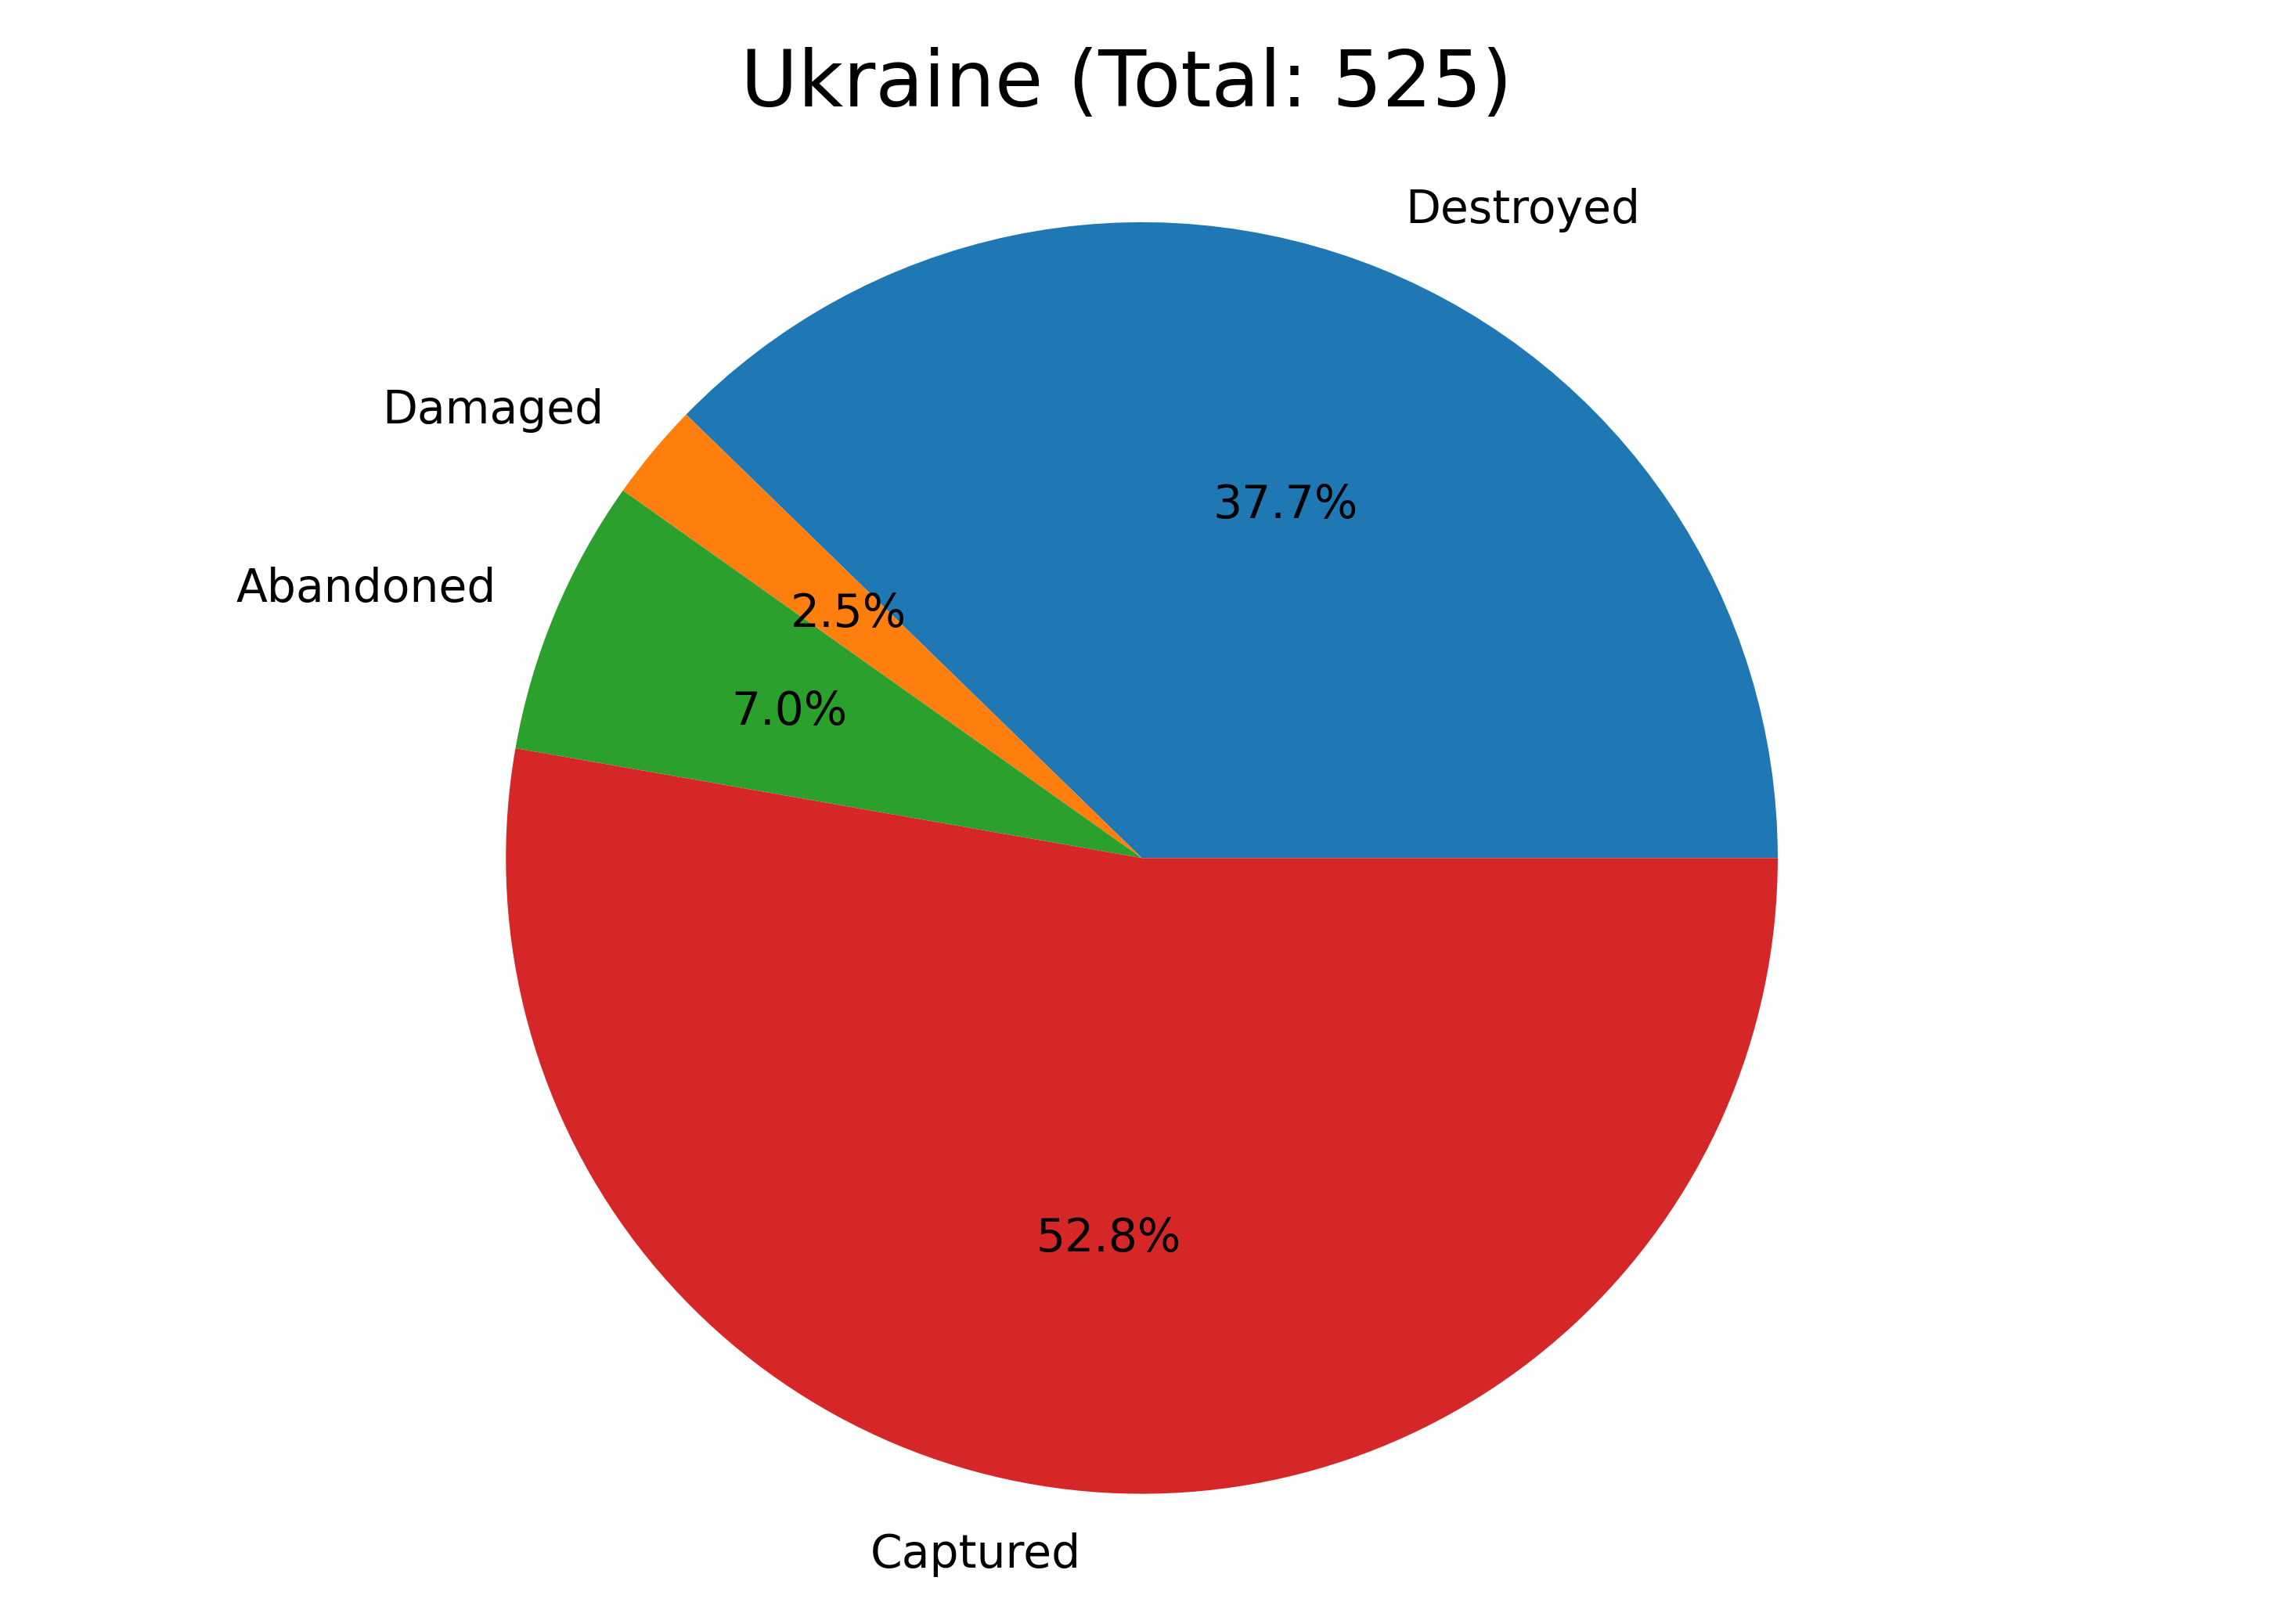 Ukraine (Total: 525)
Destroyed
Damaged
37.7%
Abandoned
2.5%
7.0%
52.8%
Captured